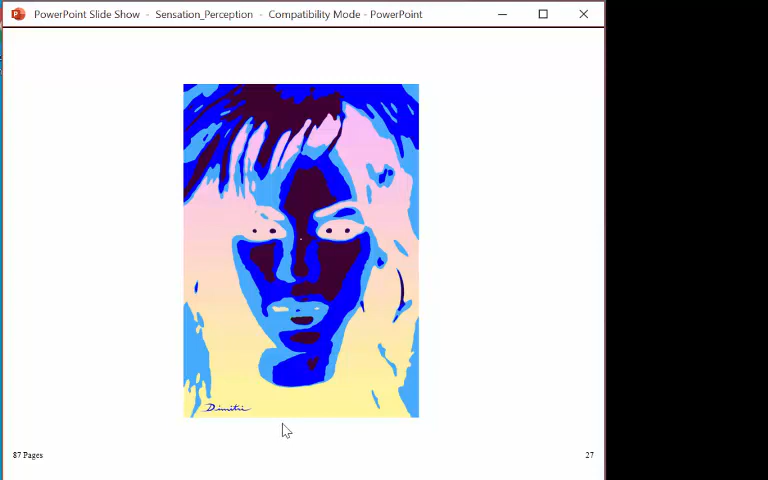 PowerPoint Slide Show - Sensation_Perception - Compatibility Mode - PowerPoint
Dimitri
87 Pages
27